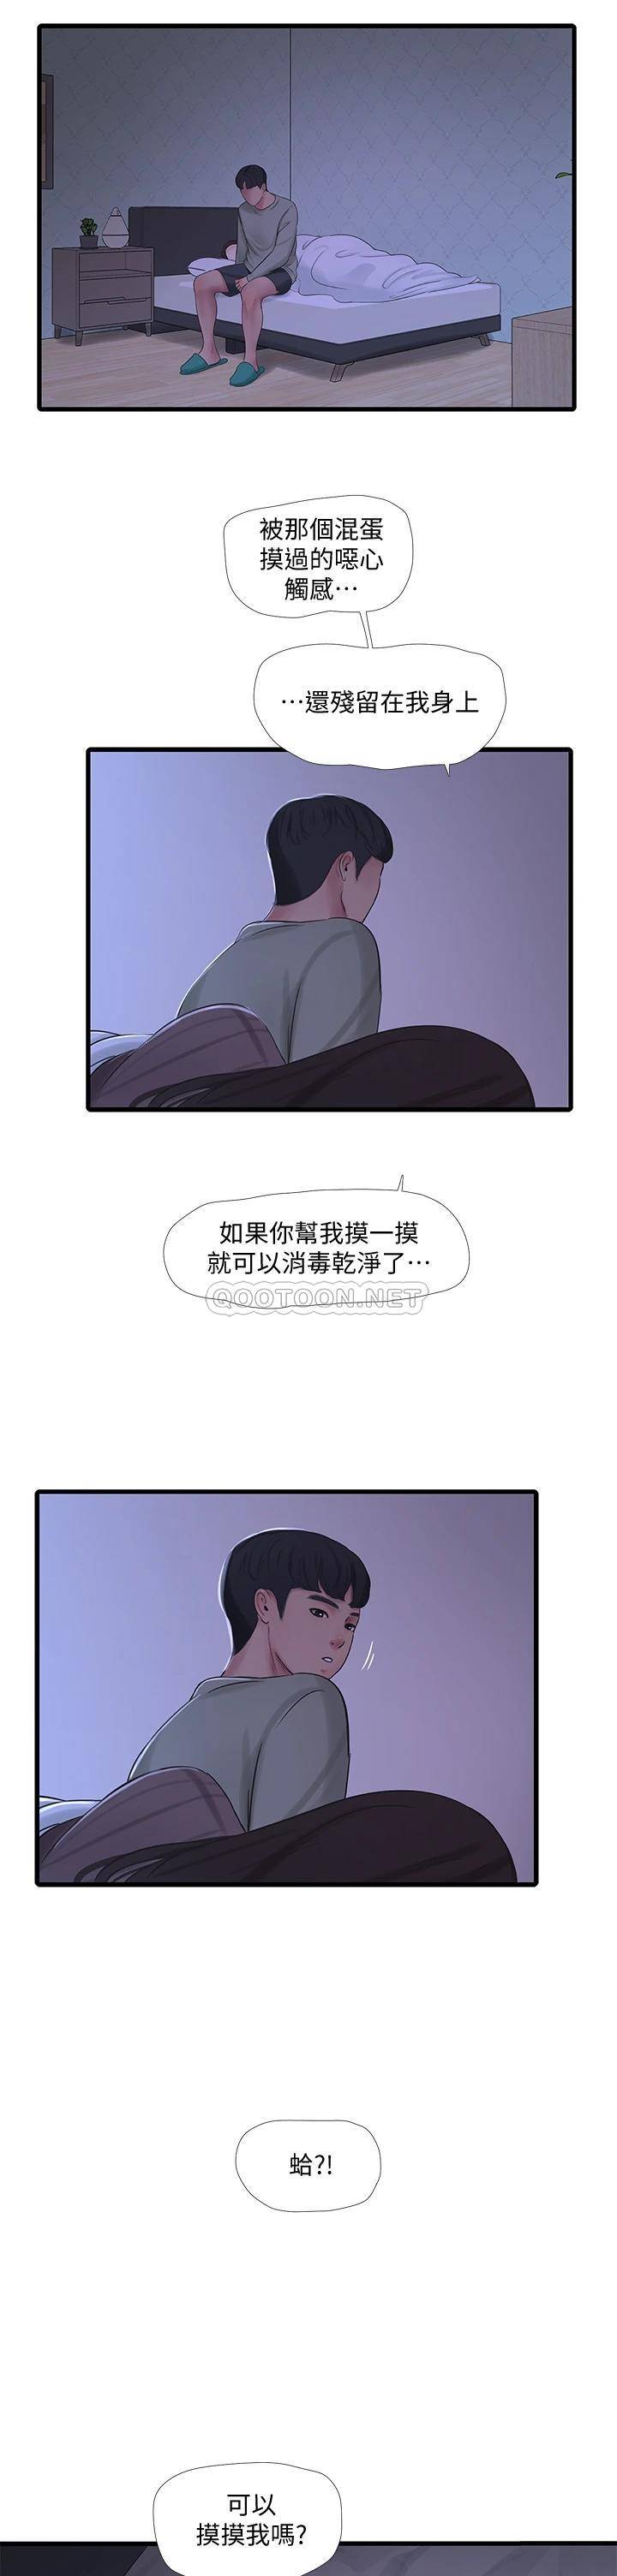 被那個混蛋
摸過的噁心
觸感…
…還殘留在我身上
如果你幫我摸一摸
就可以消毒乾淨了…
QOOTOON.NET
蛤?!
可以
摸摸我嗎?